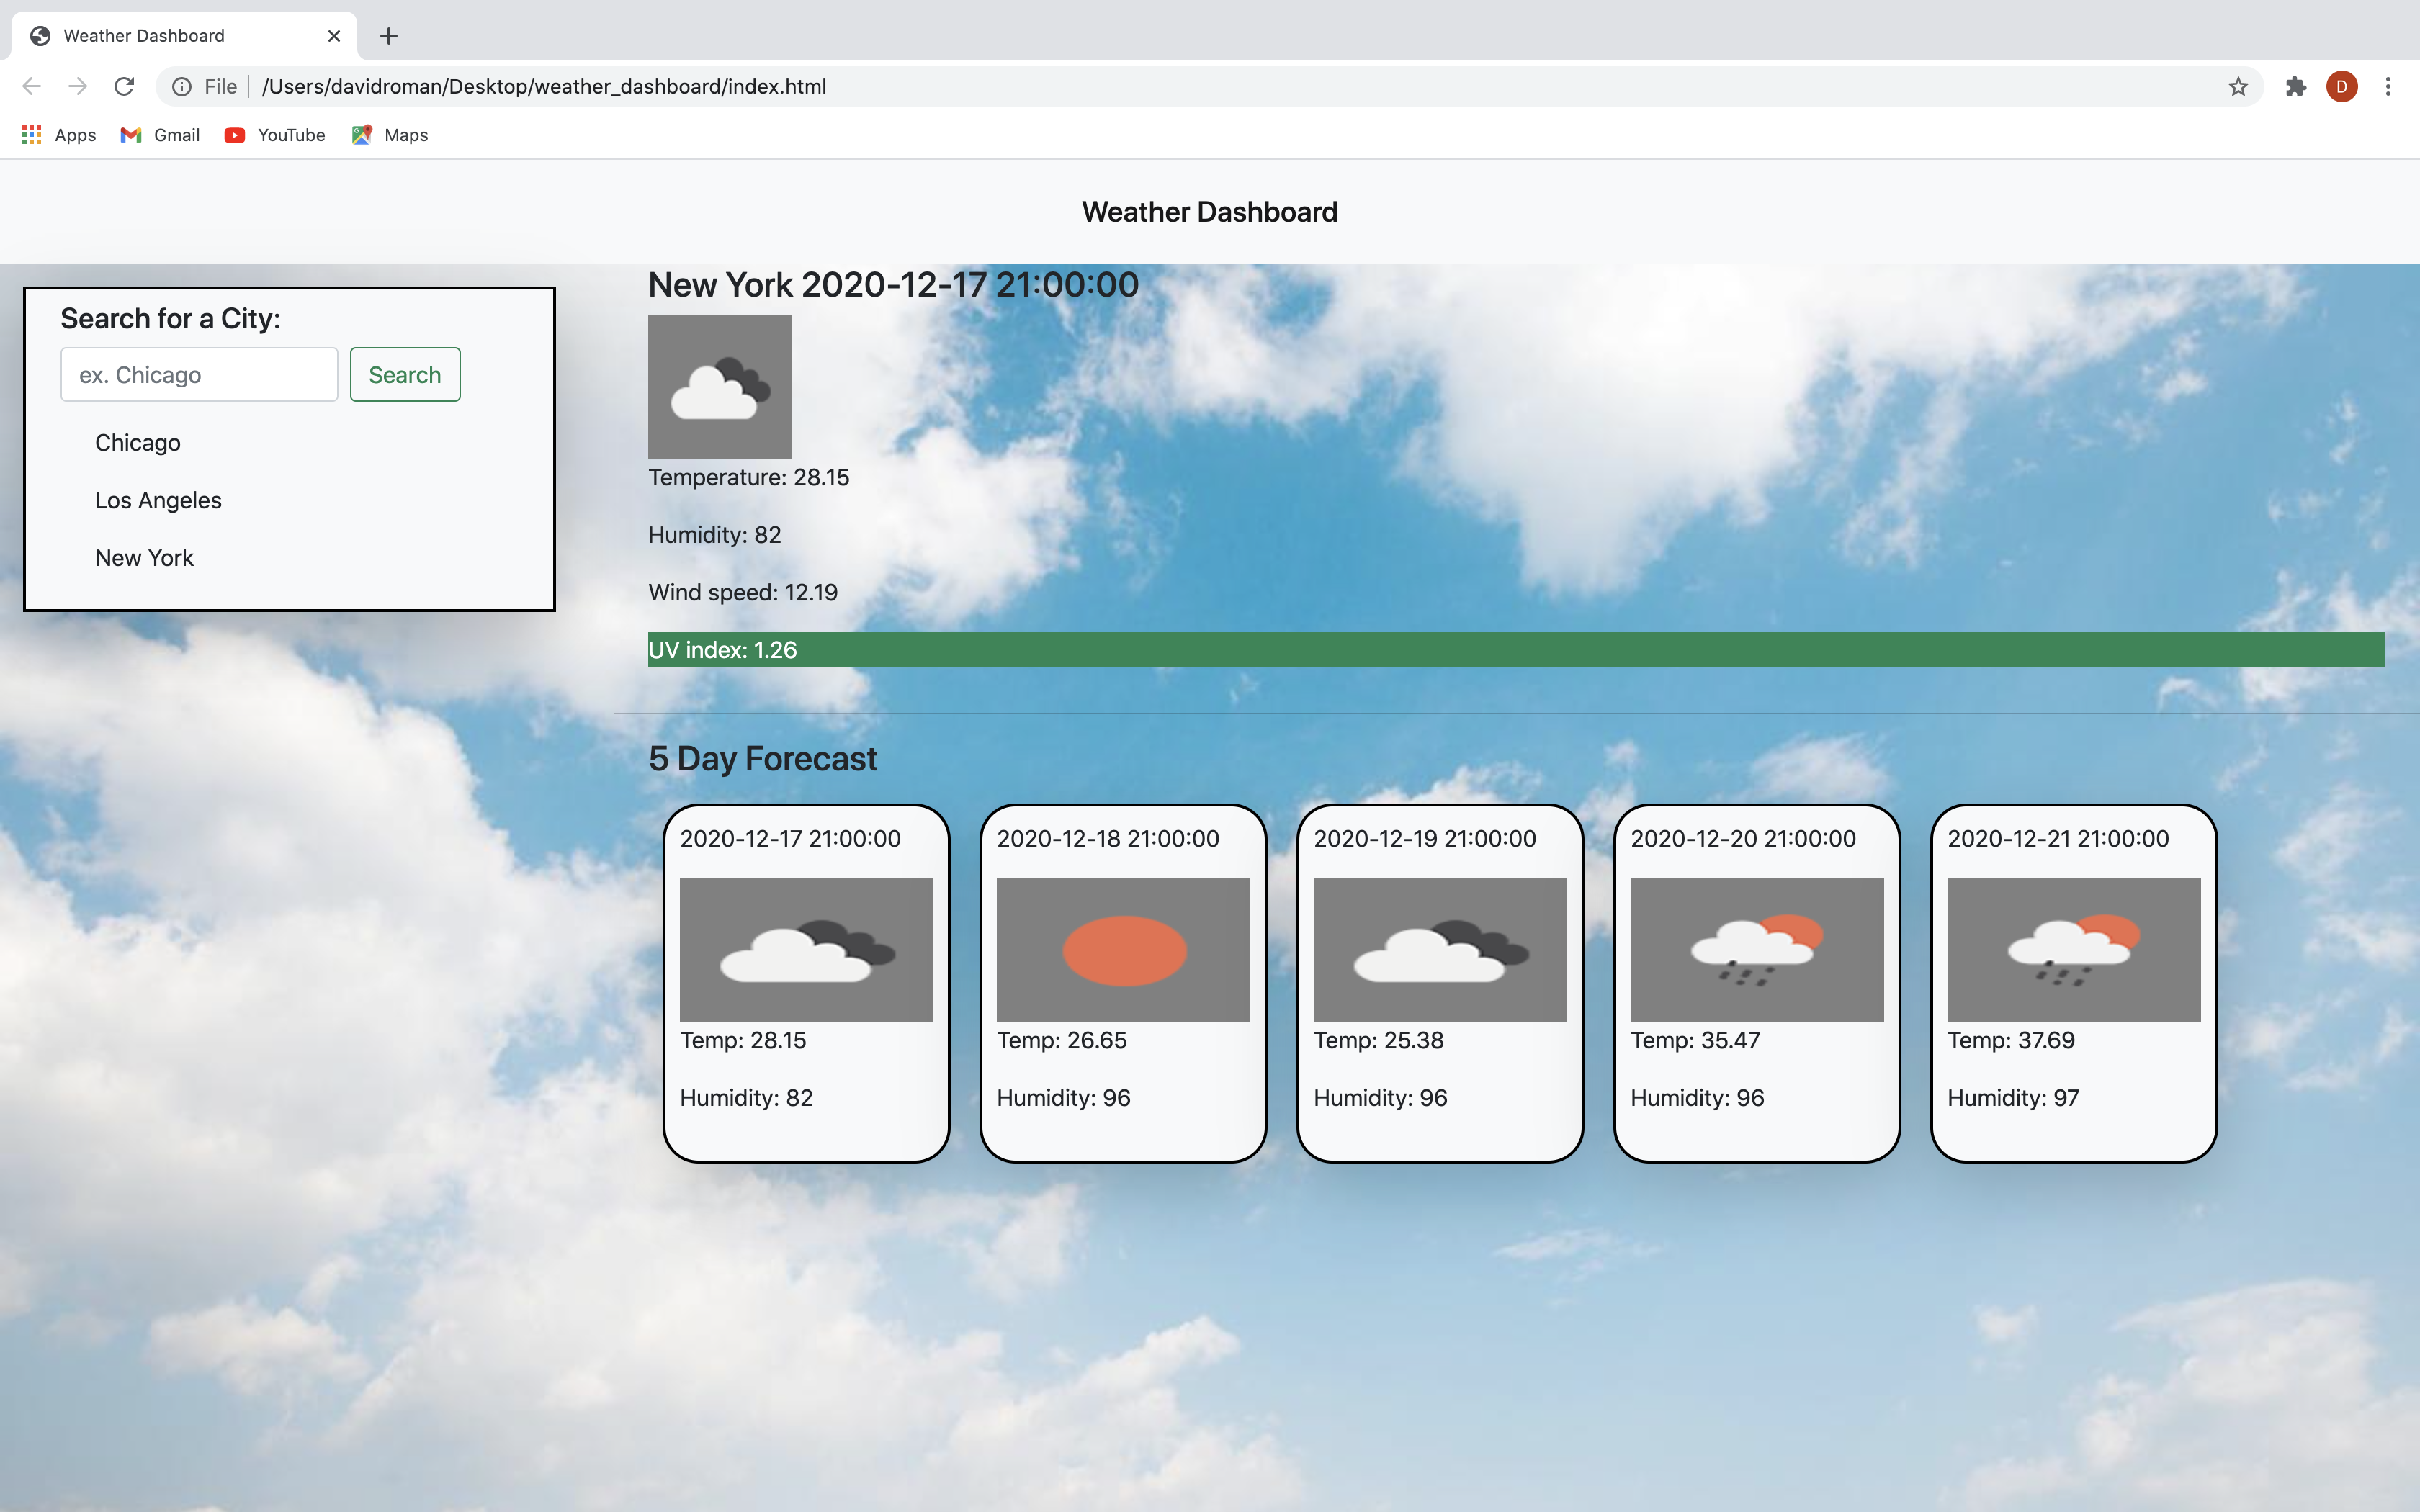 Weather Dashboard
File /Users/davidroman/Desktop/weather_dashboard/index.html
D
Apps Gmail YouTube Maps
Weather Dashboard
Search for a City:
ex. Chicago Search
Chicago
Los Angeles
New York
New York 2020-12-17 21:00:00
Temperature: 28.15
Humidity: 82
Wind speed: 12.19
UV index: 1.26
5 Day Forecast
2020-12-17 21:00:00
Temp: 28.15
Humidity: 82
2020-12-18 21:00:00
Temp: 26.65
Humidity: 96
2020-12-19 21:00:00
Temp: 25.38
Humidity: 96
2020-12-20 21:00:00
Temp: 35.47
Humidity: 96
2020-12-21 21:00:00
Temp: 37.69
Humidity: 97